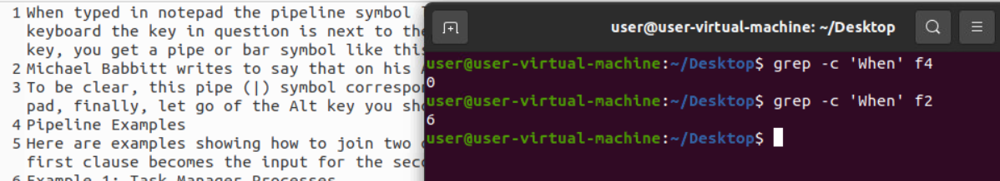 1 When typed in notepad the pipeline symbol
keyboard the key in question is next to the
key, you get a pipe or bar symbol like this
2 Michael Babbitt writes to say that on his
3 To be clear, this pipe (|) symbol correspo
pad, finally, let go of the Alt key you sho
4 Pipeline Examples
5 Here are examples showing how to join two
first clause becomes the input for the seco
6 Example 1: Task Manager Processes
user@user-virtual-machine: ~/Desktop
user@user-virtual-machine:~/Desktop$ grep -c 'When' f4
0
user@user-virtual-machine:~/Desktop$ grep -c 'When' f2
6
user@user-virtual-machine:~/Desktop$